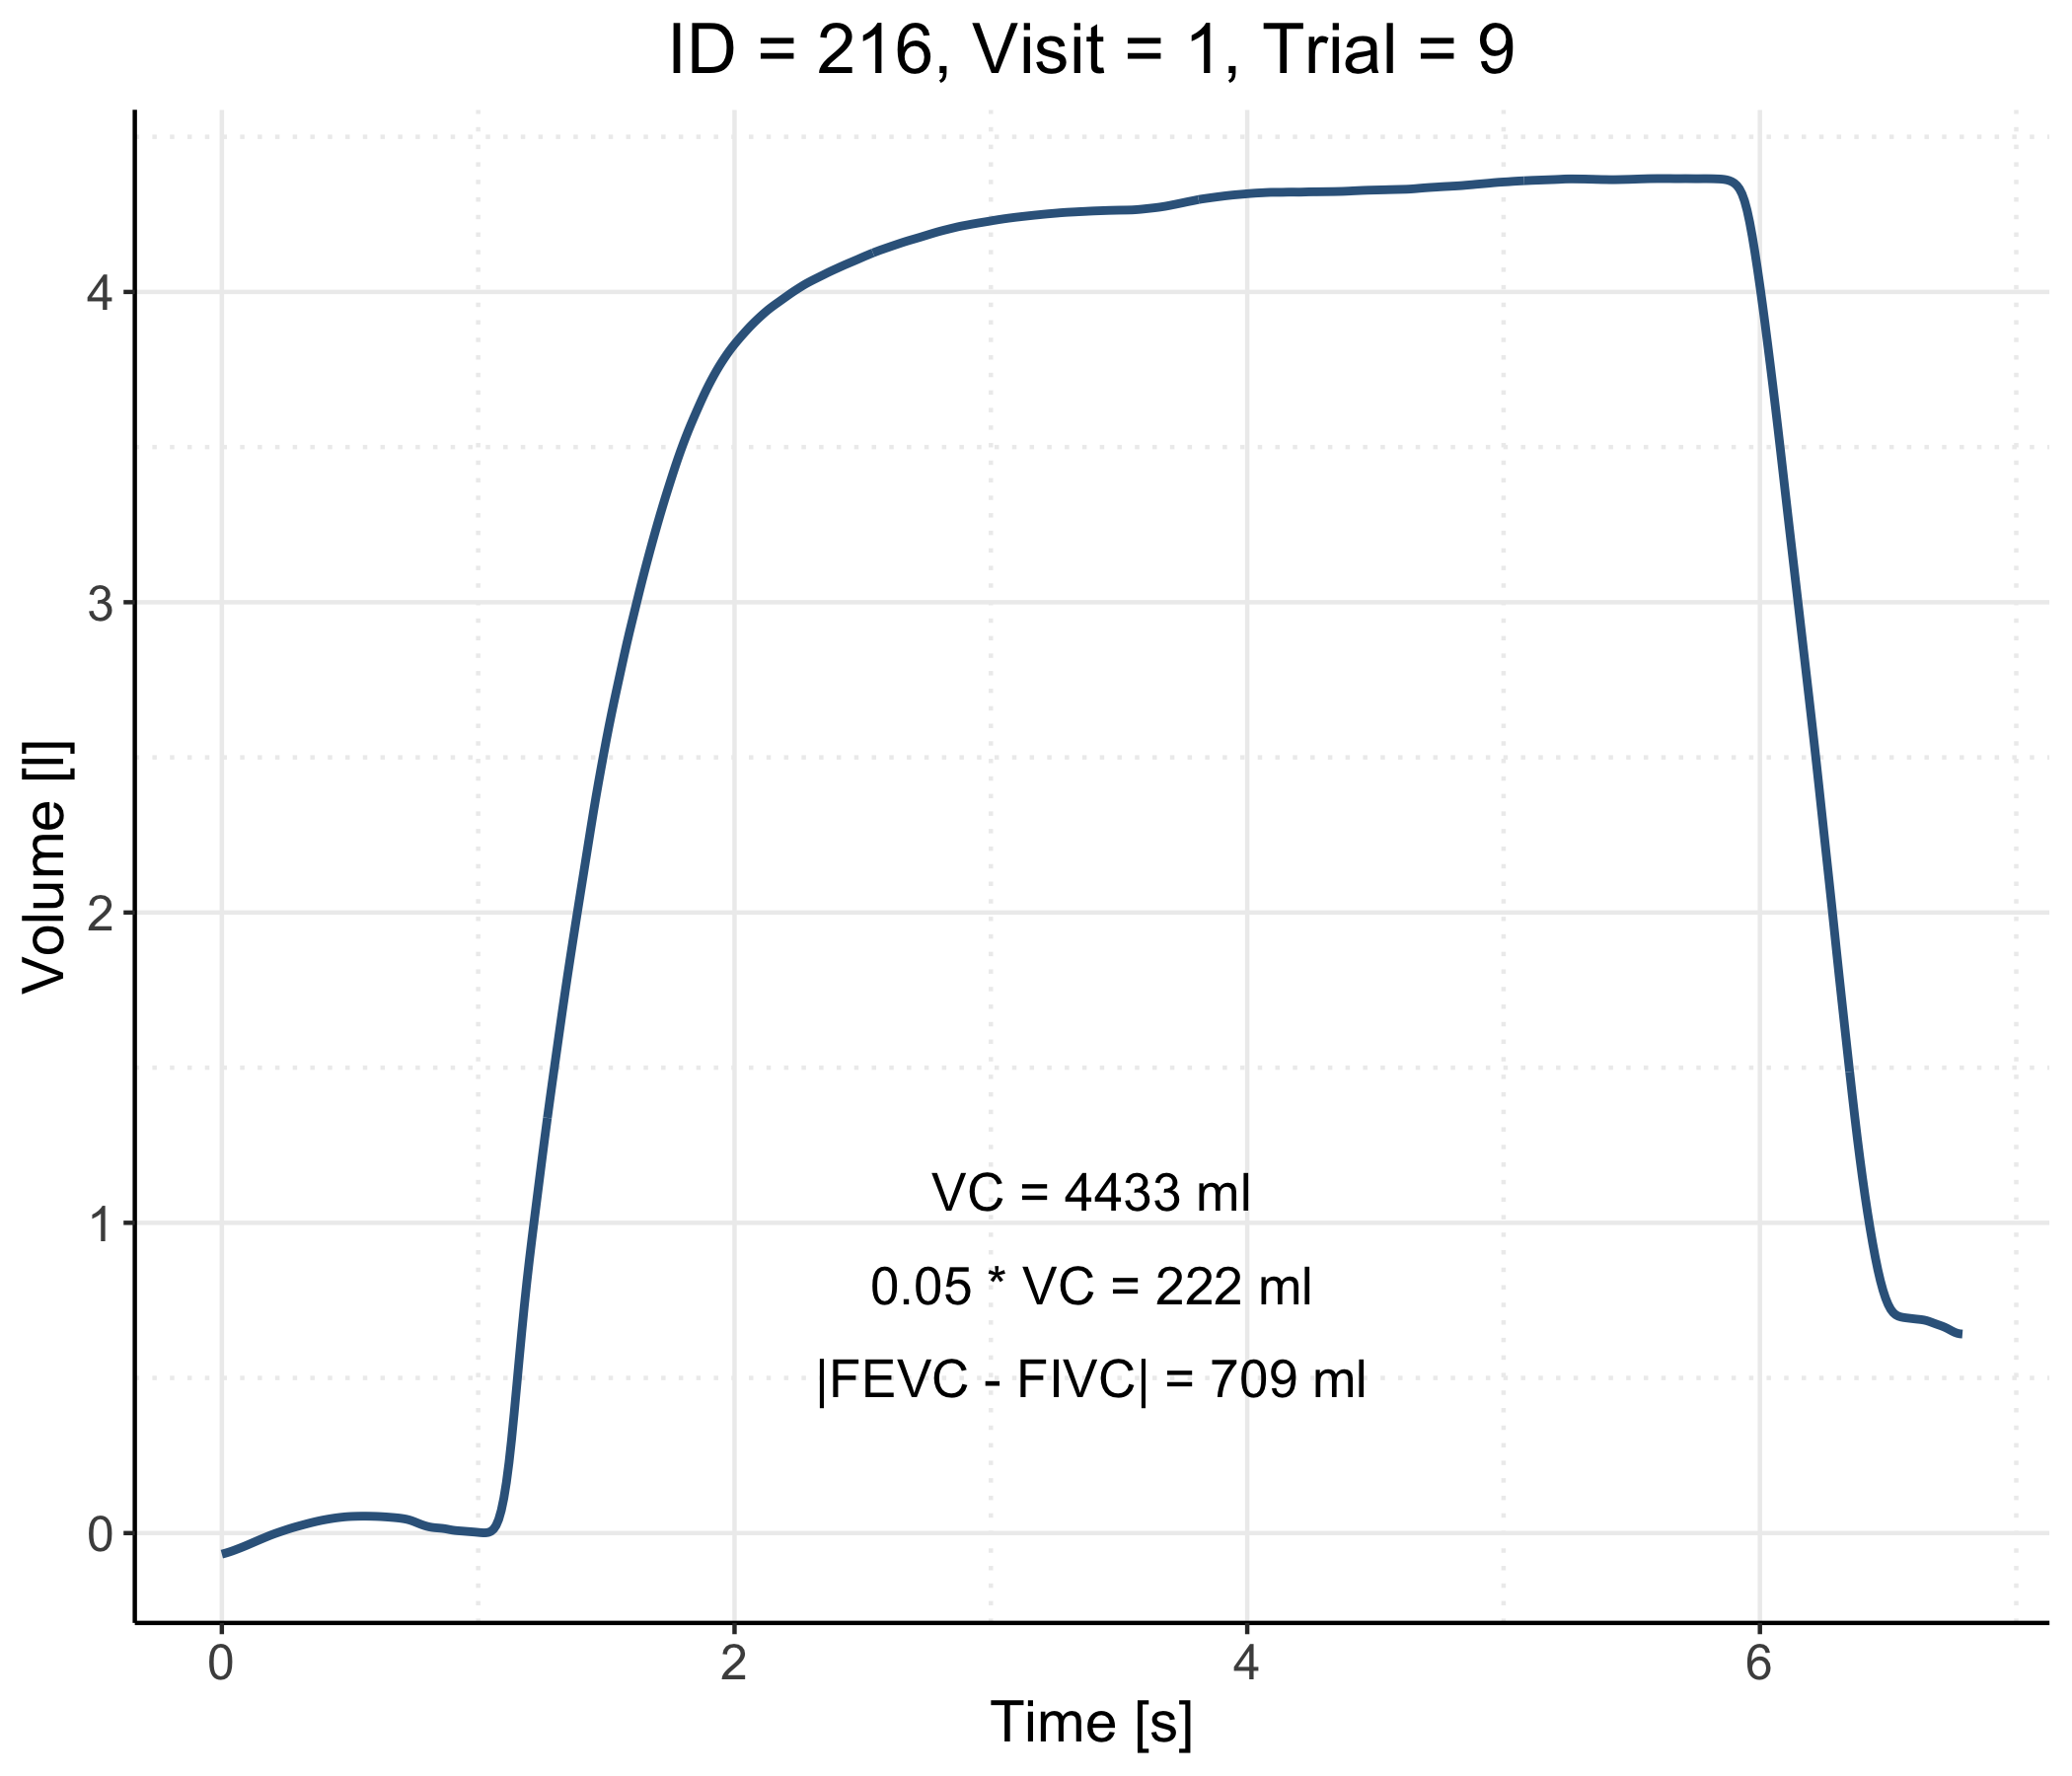 ID = 216, Visit = 1, Trial = 9
Volume [l]
4
3
2
1
0
VC = 4433 ml
0.05 * VC = 222 ml
|FEVC - FIVC| = 709 ml
0 2 4 6
Time [s]